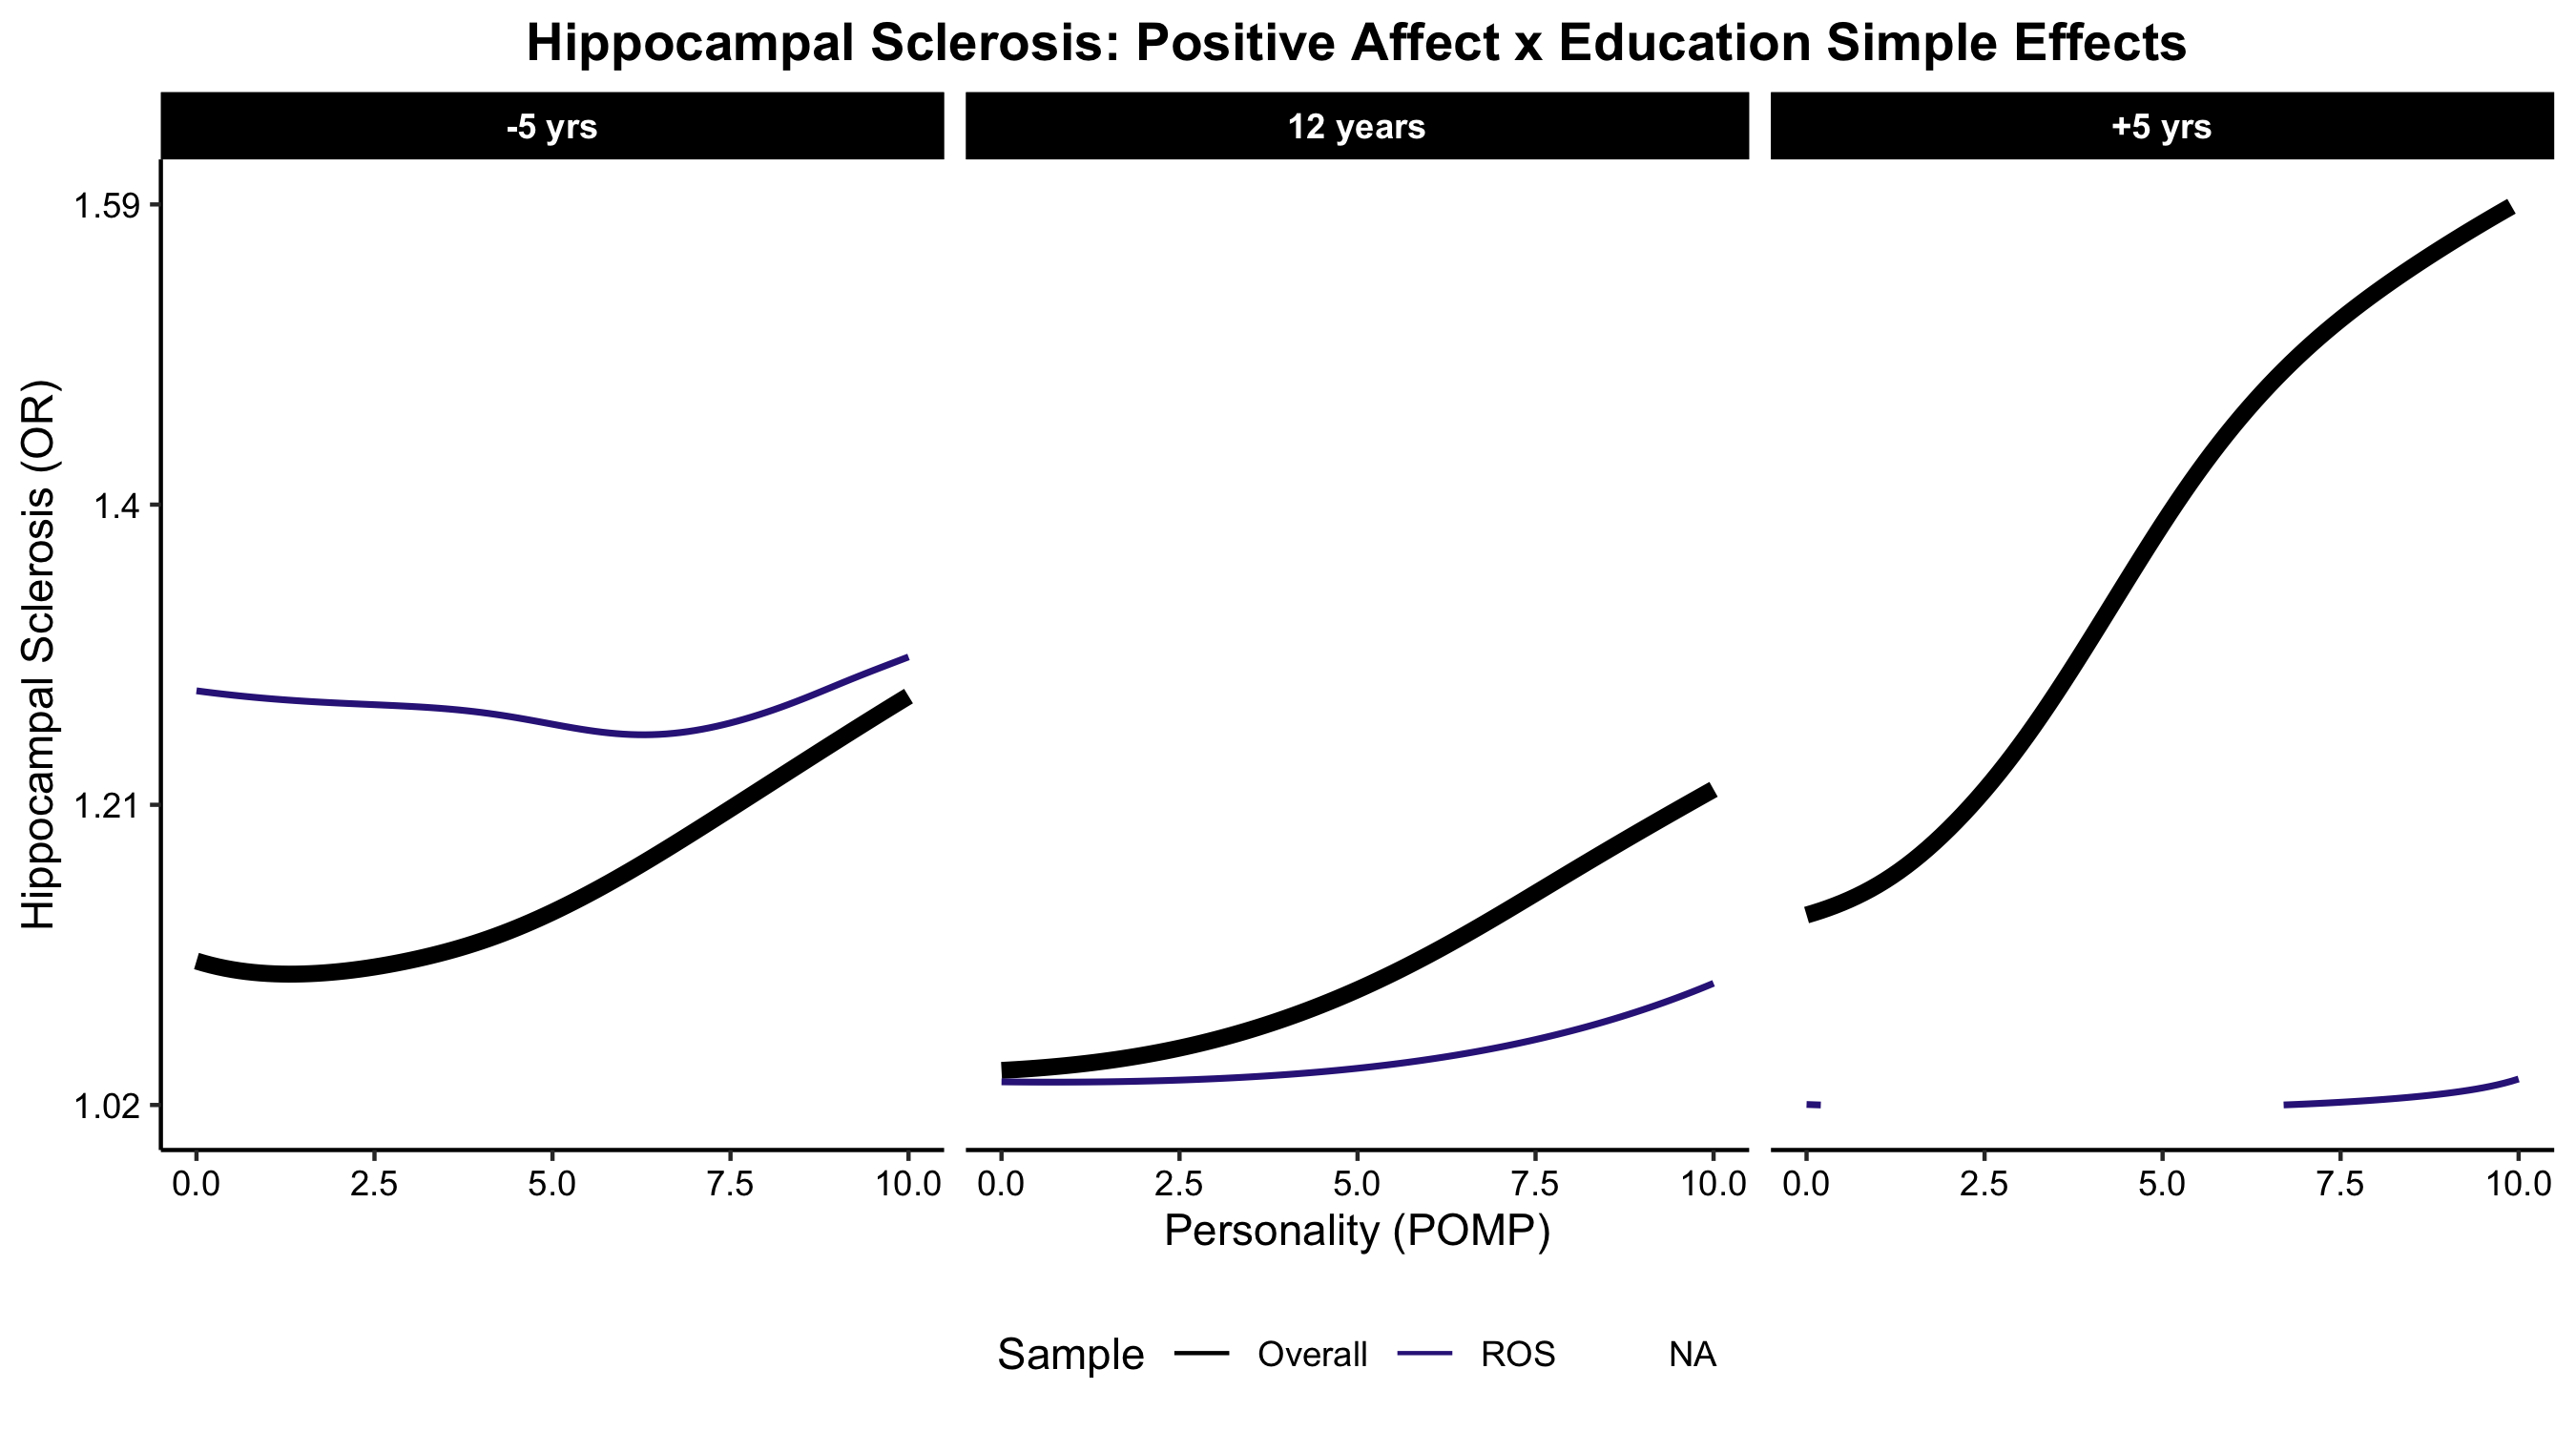 Hippocampal Sclerosis: Positive Affect x Education Simple Effects
-5 yrs
12 years
+5 yrs
Hippocampal Sclerosis (OR)
1.59
1.4
1.21
1.02
0.0 2.5 5.0 7.5 10.0
0.0 2.5 5.0 7.5 10.0
0.0 2.5 5.0 7.5 10.0
Personality (POMP)
Sample Overall ROS NA